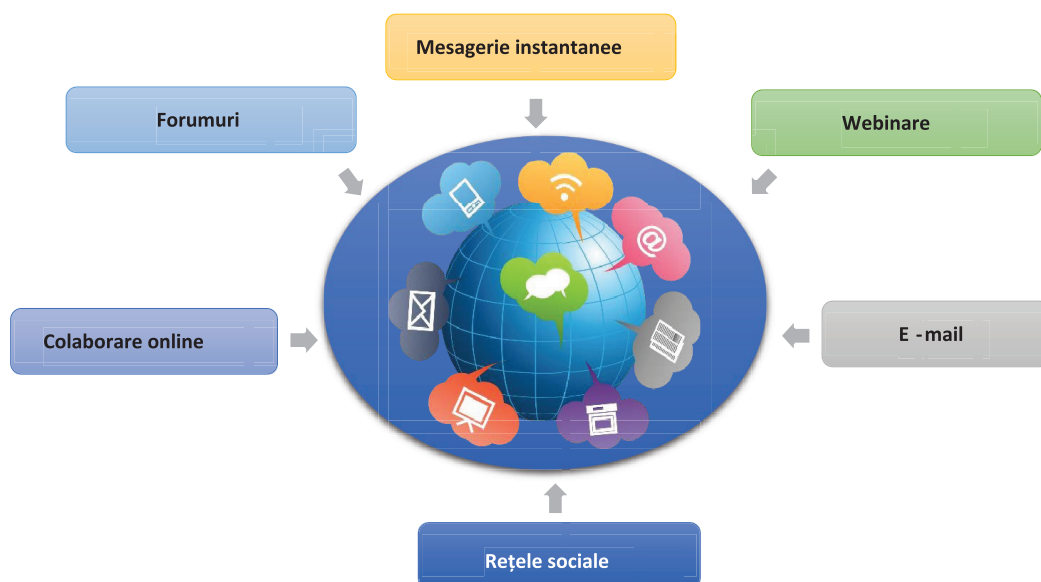 Mesagerie instantanee
Forumuri
Webinare
Colaborare online
E -mail
Rețele sociale
@